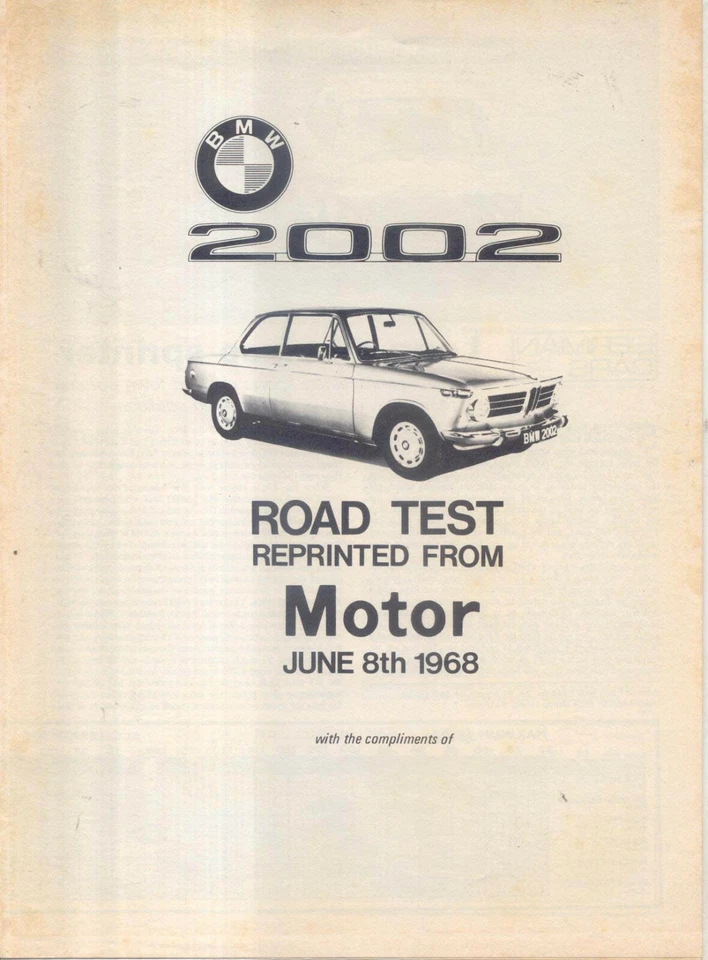 BMW
2002
BMW 2002
ROAD TEST
REPRINTED FROM
Motor
JUNE 8th 1968
with the compliments of